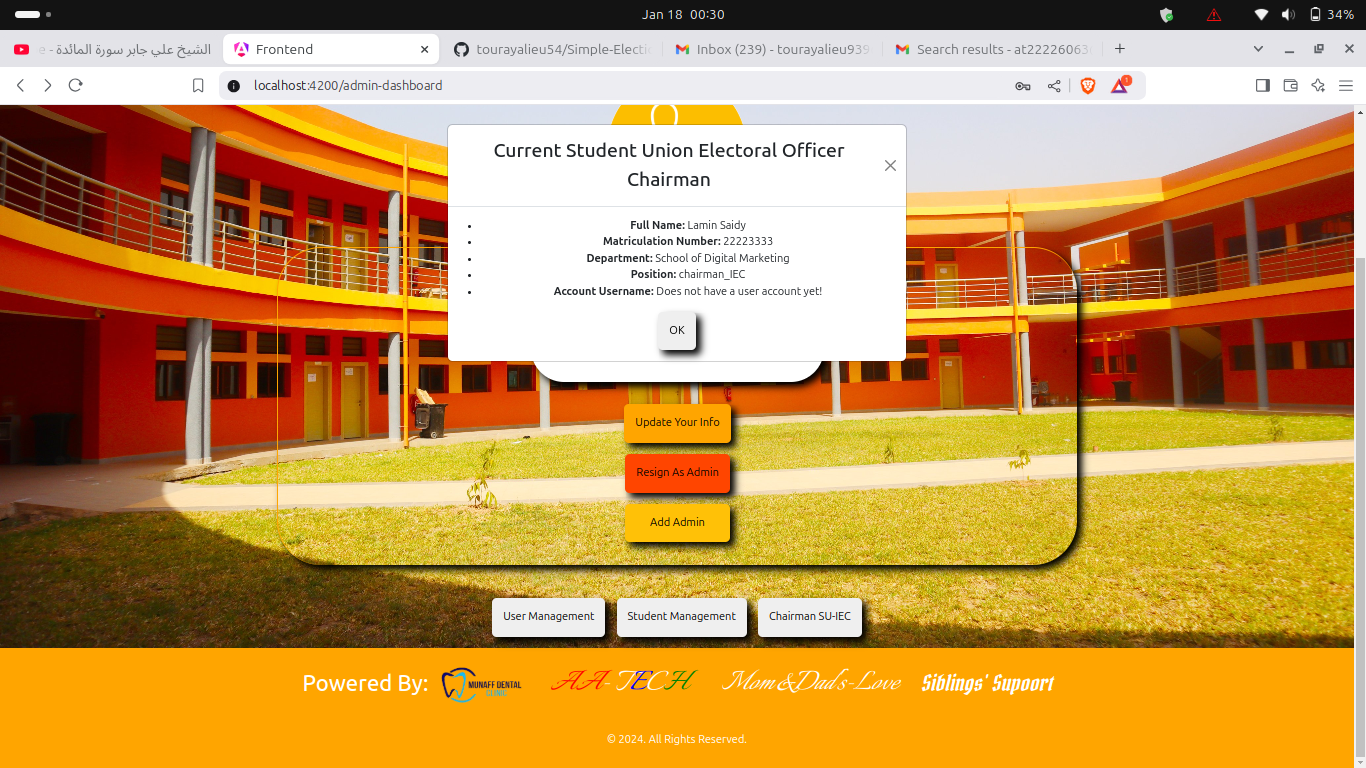 Jan 18 00:30
34%
الشيخ علي جابر سورة المائدة - e
Frontend
tourayalieu54/Simple-Electi
Inbox (239) - tourayalieu939
Search results - at22226063
localhost:4200/admin-dashboard
1
Current Student Union Electoral Officer
Chairman
Full Name: Lamin Saidy
Matriculation Number: 22223333
Department: School of Digital Marketing
Position: chairman_IEC
Account Username: Does not have a user account yet!
OK
Update Your Info
Resign As Admin
Add Admin
User Management
Student Management
Chairman SU-IEC
Powered By:
MUNAFF DENTAL
CLINIC
AA-TECH
Mom&Dad's-Love
Siblings' Supoort
© 2024. All Rights Reserved.